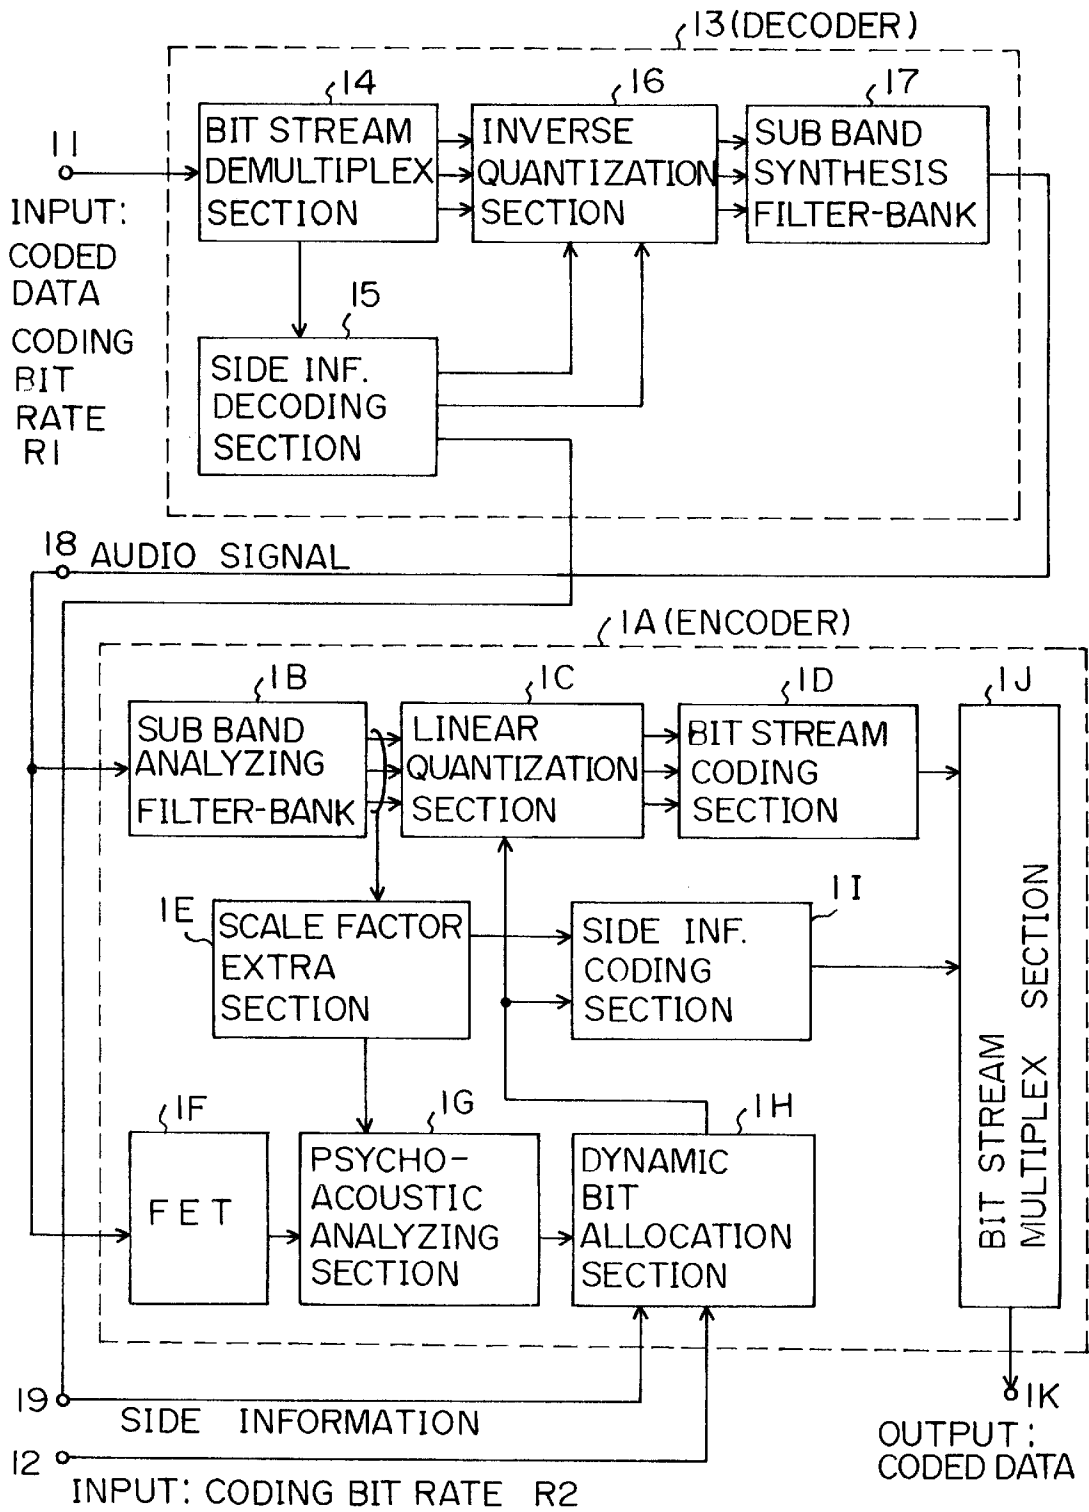 13 (DECODER)
14
16
17
11
BIT STREAM
DEMULTIPLEX
SECTION
INVERSE
QUANTIZATION
SECTION
SUB BAND
SYNTHESIS
FILTER-BANK
INPUT:
CODED
DATA
CODING
BIT
RATE
R1
15
SIDE INF.
DECODING
SECTION
18
AUDIO SIGNAL
1A (ENCODER)
1B
1C
1D
1J
SUB BAND
ANALYZING
FILTER-BANK
LINEAR
QUANTIZATION
SECTION
BIT STREAM
CODING
SECTION
BIT STREAM
MULTIPLEX SECTION
1E
SCALE FACTOR
EXTRA
SECTION
1I
SIDE INF.
CODING
SECTION
1F
1G
1H
FET
PSYCHO-
ACOUSTIC
ANALYZING
SECTION
DYNAMIC
BIT
ALLOCATION
SECTION
19
SIDE INFORMATION
1K
OUTPUT:
CODED DATA
12
INPUT: CODING BIT RATE R2